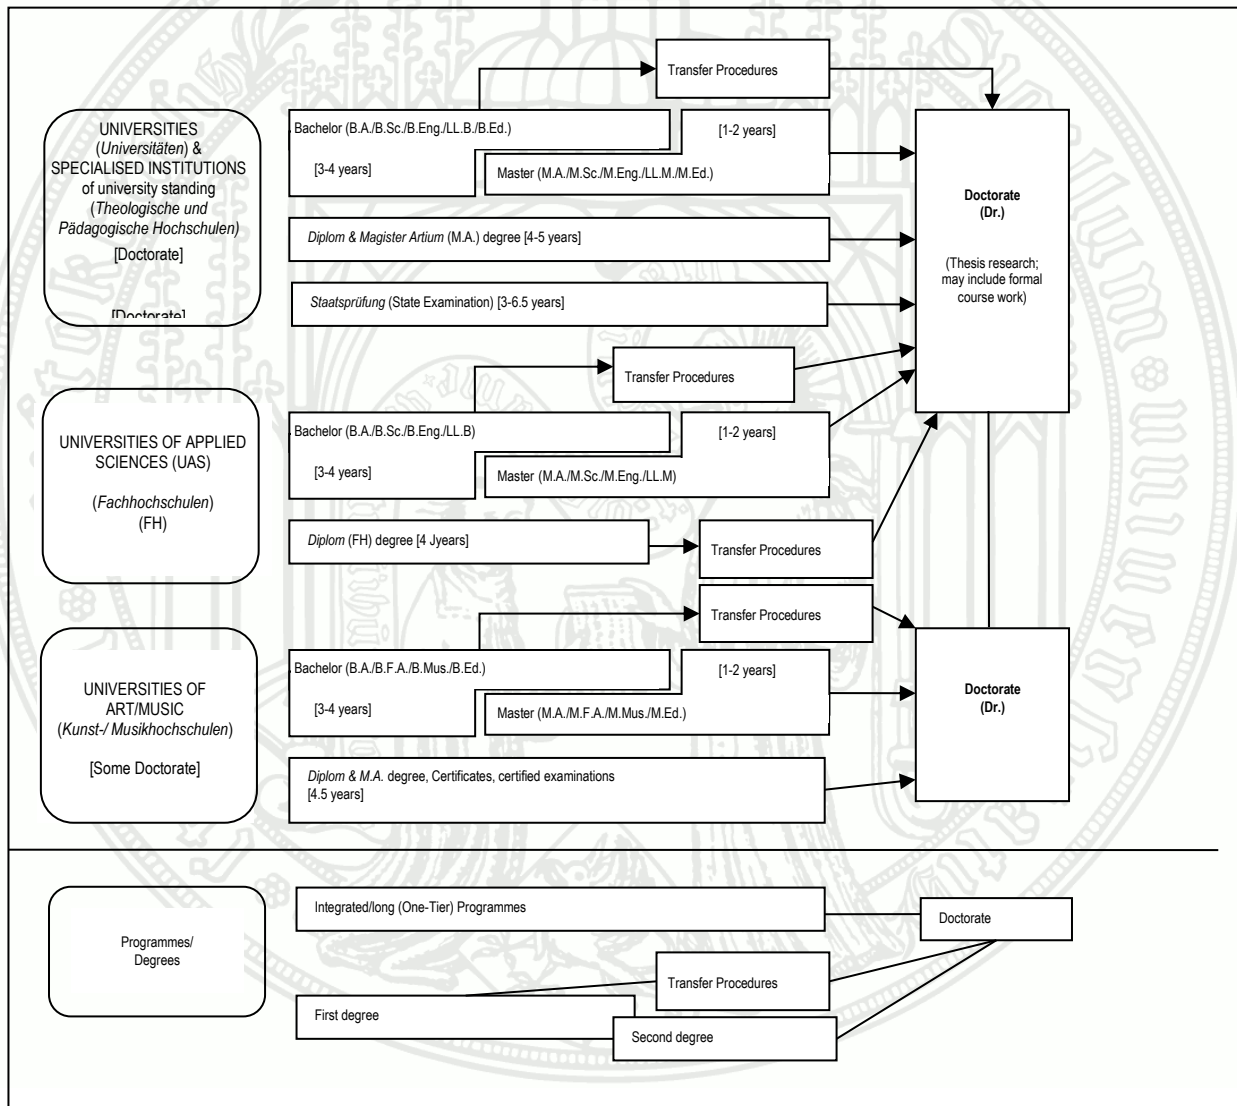 Transfer Procedures
UNIVERSITIES
(Universitäten) &
SPECIALISED INSTITUTIONS
of university standing
(Theologische und
Pädagogische Hochschulen)
[Doctorate]
[Doctorate]
Bachelor (B.A./B.Sc./B.Eng./LL.B./B.Ed.)
[3-4 years]
[1-2 years]
Master (M.A./M.Sc./M.Eng./LL.M./M.Ed.)
Diplom & Magister Artium (M.A.) degree [4-5 years]
Staatsprüfung (State Examination) [3-6.5 years]
Doctorate
(Dr.)
(Thesis research;
may include formal
course work)
Transfer Procedures
UNIVERSITIES OF APPLIED
SCIENCES (UAS)
(Fachhochschulen)
(FH)
Bachelor (B.A./B.Sc./B.Eng./LL.B)
[3-4 years]
[1-2 years]
Master (M.A./M.Sc./M.Eng./LL.M)
Diplom (FH) degree [4 Jyears]
Transfer Procedures
Transfer Procedures
UNIVERSITIES OF
ART/MUSIC
(Kunst-/ Musikhochschulen)
[Some Doctorate]
Bachelor (B.A./B.F.A./B.Mus./B.Ed.)
[3-4 years]
[1-2 years]
Master (M.A./M.F.A./M.Mus./M.Ed.)
Diplom & M.A. degree, Certificates, certified examinations
[4.5 years]
Doctorate
(Dr.)
Programmes/
Degrees
Integrated/long (One-Tier) Programmes
Doctorate
Transfer Procedures
First degree
Second degree